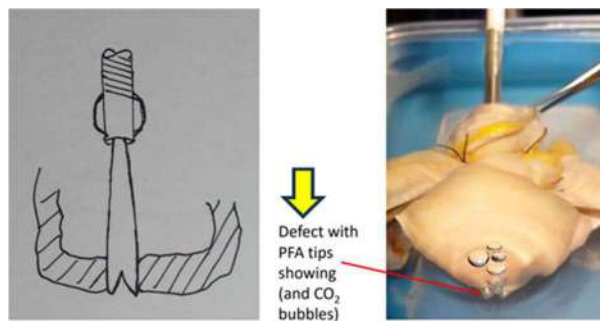 Defect with
PFA tips
showing
(and CO₂
bubbles)